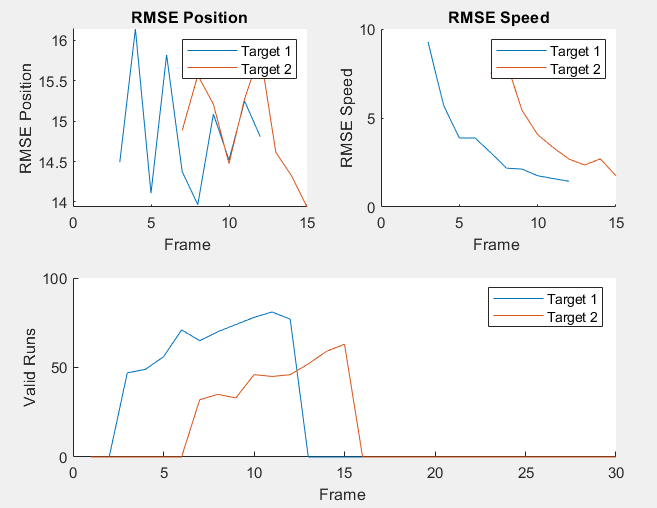 RMSE Position
RMSE Position
16
15.5
15
14.5
14
0 5 10 15
Frame
Target 1
Target 2
RMSE Speed
RMSE Speed
10
5
0
0 5 10 15
Frame
Target 1
Target 2
Valid Runs
100
50
0
0 5 10 15 20 25 30
Frame
Target 1
Target 2